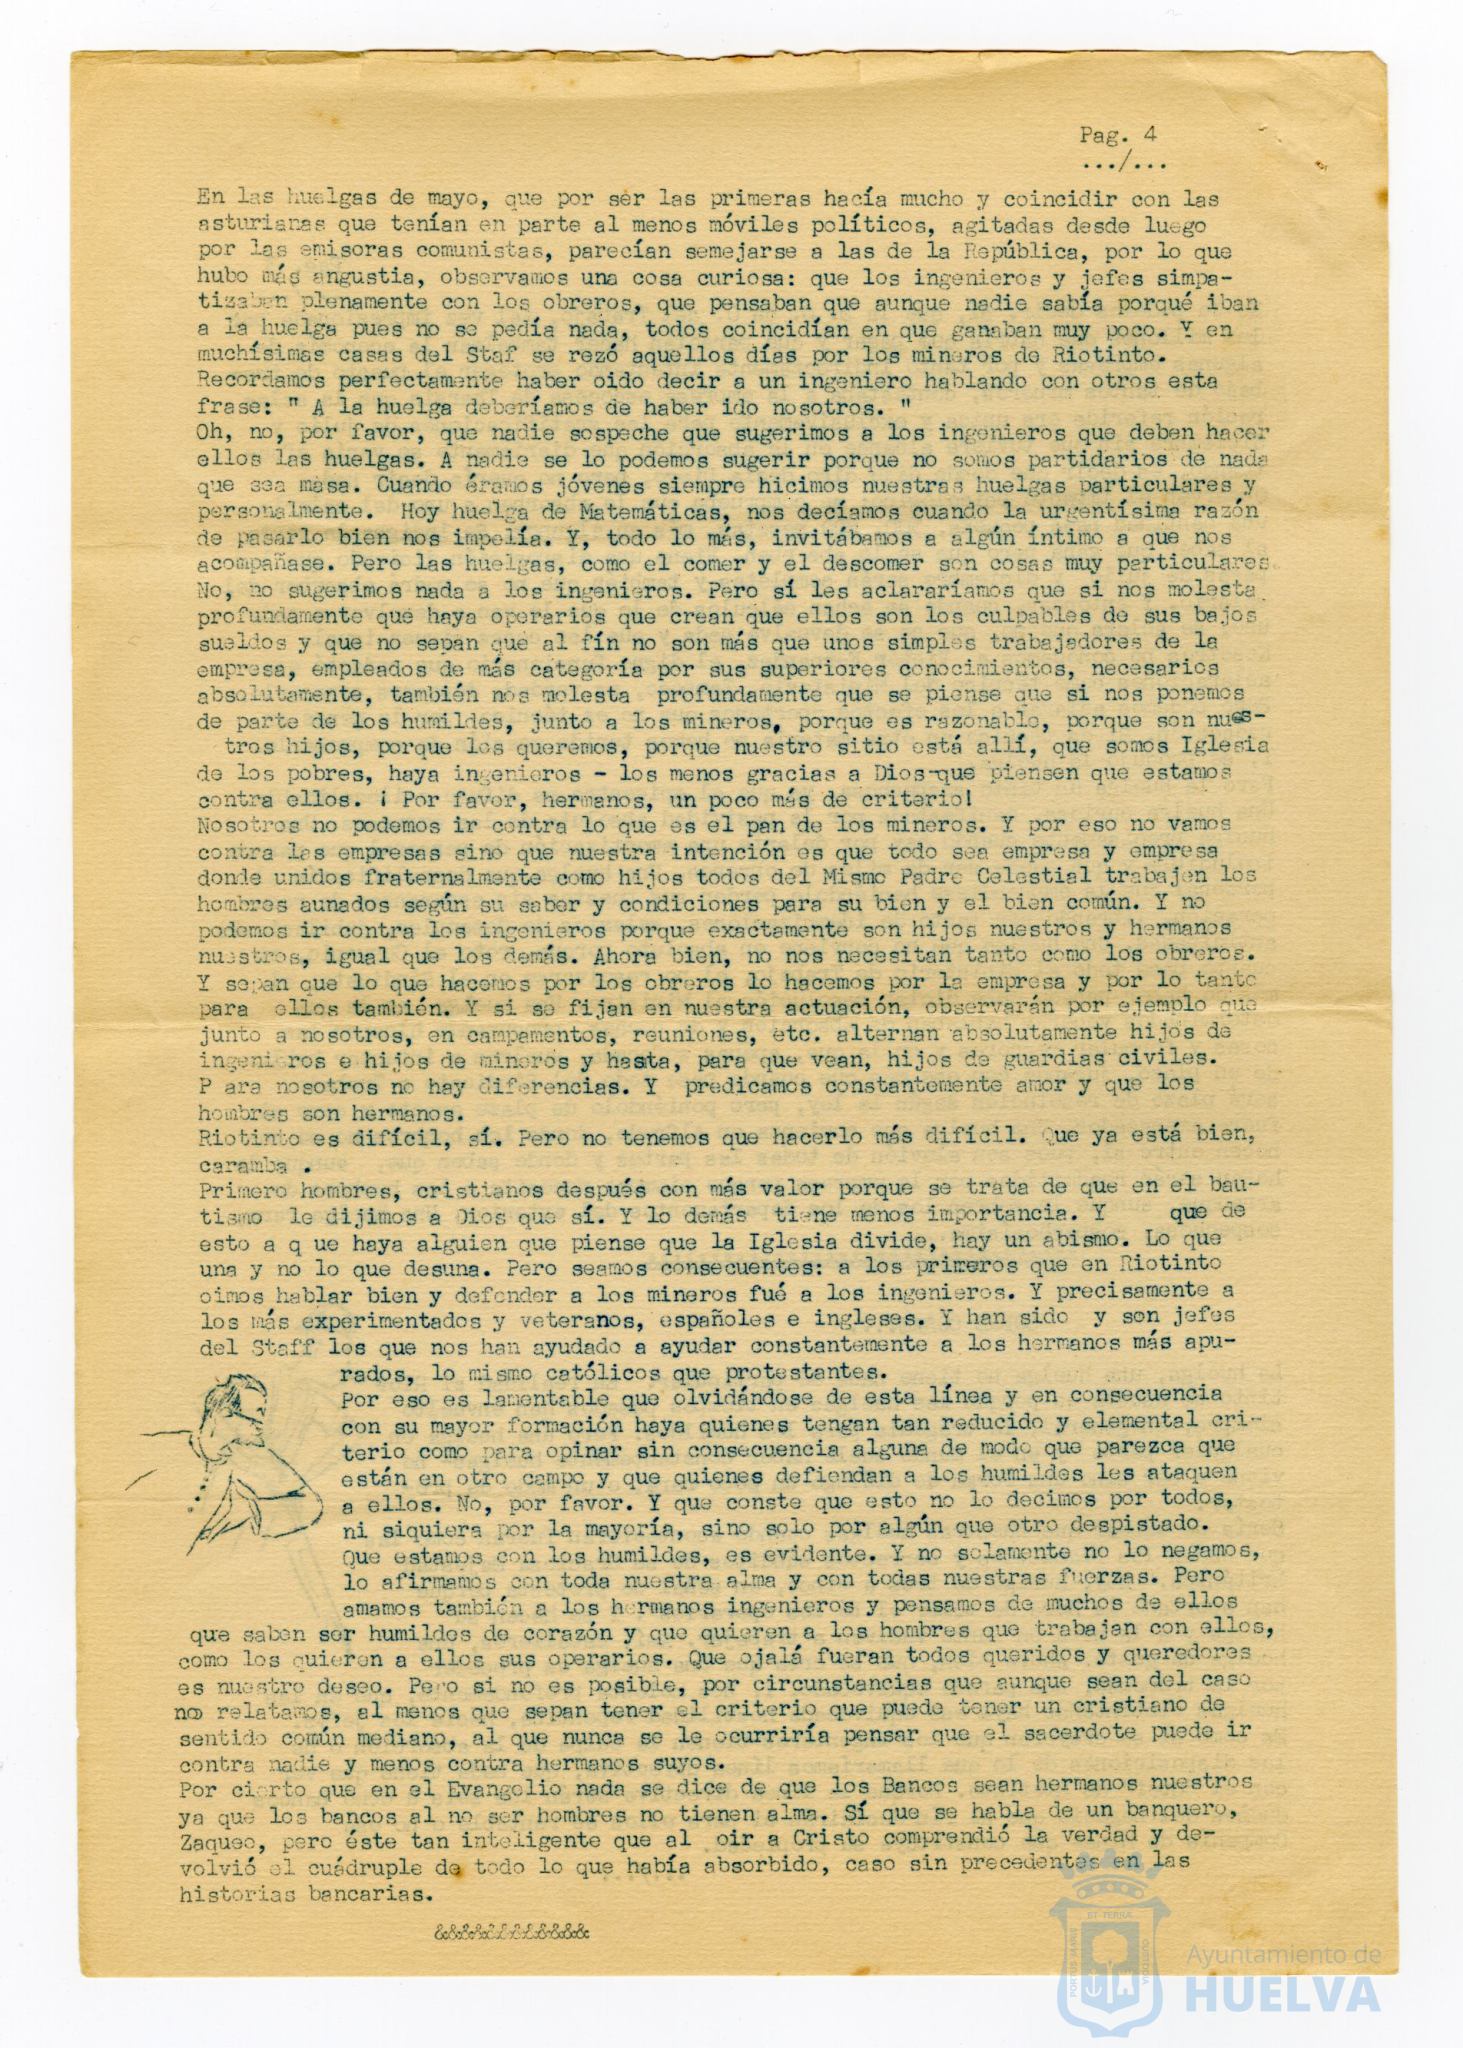 Pag. 4
.../...
En las huelgas de mayo, que por ser las primeras hacía mucho y coincidir con las
asturianas que tenían en parte al menos móviles políticos, agitadas desde luego
por las emisoras comunistas, parecían semejarse a las de la República, por lo que
hubo más angustia, observamos una cosa curiosa: que los ingenieros y jefes simpa-
tizaban plenamente con los obreros, que pensaban que aunque nadie sabía porqué iban
a la huelga pues no se pedía nada, todos coincidían en que ganaban muy poco. Y en
muchísimas casas del Staf se rezó aquellos días por los mineros de Riotinto.
Recordamos perfectamente haber oido decir a un ingeniero hablando con otros esta
frase: " A la huelga deberíamos de haber ido nosotros. "
Oh, no, por favor, que nadie sospeche que sugerimos a los ingenieros que deben hacer
ellos las huelgas. A nadie se lo podemos sugerir porque no somos partidarios de nada
que sea masa. Cuando éramos jóvenes siempre hicimos nuestras huelgas particulares y
personalmente. Hoy huelga de Matemáticas, nos decíamos cuando la urgentísima razón
de pasarlo bien nos impelía. Y, todo lo más, invitábamos a algún íntimo a que nos
acompañase. Pero las huelgas, como el comer y el descomer son cosas muy particulares.
No, no sugerimos nada a los ingenieros. Pero sí les aclararíamos que si nos molesta
profundamente que haya operarios que crean que ellos son los culpables de sus bajos
sueldos y que no sepan que al fín no son más que unos simples trabajadores de la
empresa, empleados de más categoría por sus superiores conocimientos, necesarios
absolutamente, también nos molesta profundamente que se piense que si nos ponemos
de parte de los humildes, junto a los mineros, porque es razonable, porque son nues-
tros hijos, porque los queremos, porque nuestro sitio está allí, que somos Iglesia
de los pobres, haya ingenieros - los menos gracias a Dios-que piensen que estamos
contra ellos. ¡ Por favor, hermanos, un poco más de criterio!
Nosotros no podemos ir contra lo que es el pan de los mineros. Y por eso no vamos
contra las empresas sino que nuestra intención es que todo sea empresa y empresa
donde unidos fraternalmente como hijos todos del Mismo Padre Celestial trabajen los
hombres aunados según su saber y condiciones para su bien y el bien común. Y no
podemos ir contra los ingenieros porque exactamente son hijos nuestros y hermanos
nuestros, igual que los demás. Ahora bien, no nos necesitan tanto como los obreros.
Y sepan que lo que hacemos por los obreros lo hacemos por la empresa y por lo tanto
para ellos también. Y si se fijan en nuestra actuación, observarán por ejemplo que
junto a nosotros, en campamentos, reuniones, etc. alternan absolutamente hijos de
ingenieros e hijos de mineros y hasta, para que vean, hijos de guardias civiles.
P ara nosotros no hay diferencias. Y predicamos constantemente amor y que los
hombres son hermanos.
Riotinto es difícil, sí. Pero no tenemos que hacerlo más difícil. Que ya está bien,
caramba .
Primero hombres, cristianos después con más valor porque se trata de que en el bau-
tismo le dijimos a Dios que sí. Y lo demás tiene menos importancia. Y que de
esto a q ue haya alguien que piense que la Iglesia divide, hay un abismo. Lo que
una y no lo que desuna. Pero seamos consecuentes: a los primeros que en Riotinto
oimos hablar bien y defender a los mineros fué a los ingenieros. Y precisamente a
los más experimentados y veteranos, españoles e ingleses. Y han sido y son jefes
del Staff los que nos han ayudado a ayudar constantemente a los hermanos más apu-
rados, lo mismo católicos que protestantes.
Por eso es lamentable que olvidándose de esta línea y en consecuencia
con su mayor formación haya quienes tengan tan reducido y elemental cri-
terio como para opinar sin consecuencia alguna de modo que parezca que
están en otro campo y que quienes defiendan a los humildes les ataquen
a ellos. No, por favor. Y que conste que esto no lo decimos por todos,
ni siquiera por la mayoría, sino solo por algún que otro despistado.
Que estamos con los humildes, es evidente. Y no solamente no lo negamos,
lo afirmamos con toda nuestra alma y con todas nuestras fuerzas. Pero
amamos también a los hermanos ingenieros y pensamos de muchos de ellos
que saben ser humildes de corazón y que quieren a los hombres que trabajan con ellos,
como los quieren a ellos sus operarios. Que ojalá fueran todos queridos y queredores
es nuestro deseo. Pero si no es posible, por circunstancias que aunque sean del caso
no relatamos, al menos que sepan tener el criterio que puede tener un cristiano de
sentido común mediano, al que nunca se le ocurriría pensar que el sacerdote puede ir
contra nadie y menos contra hermanos suyos.
Por cierto que en el Evangelio nada se dice de que los Bancos sean hermanos nuestros
ya que los bancos al no ser hombres no tienen alma. Sí que se habla de un banquero,
Zaqueo, pero éste tan inteligente que al oir a Cristo comprendió la verdad y de-
volvió el cuádruple de todo lo que había absorbido, caso sin precedentes en las
historias bancarias.
&&&&&&&&&&&&
PORTUS MARIS ET TERRAE CUSTODIA
Ayuntamiento de
HUELVA